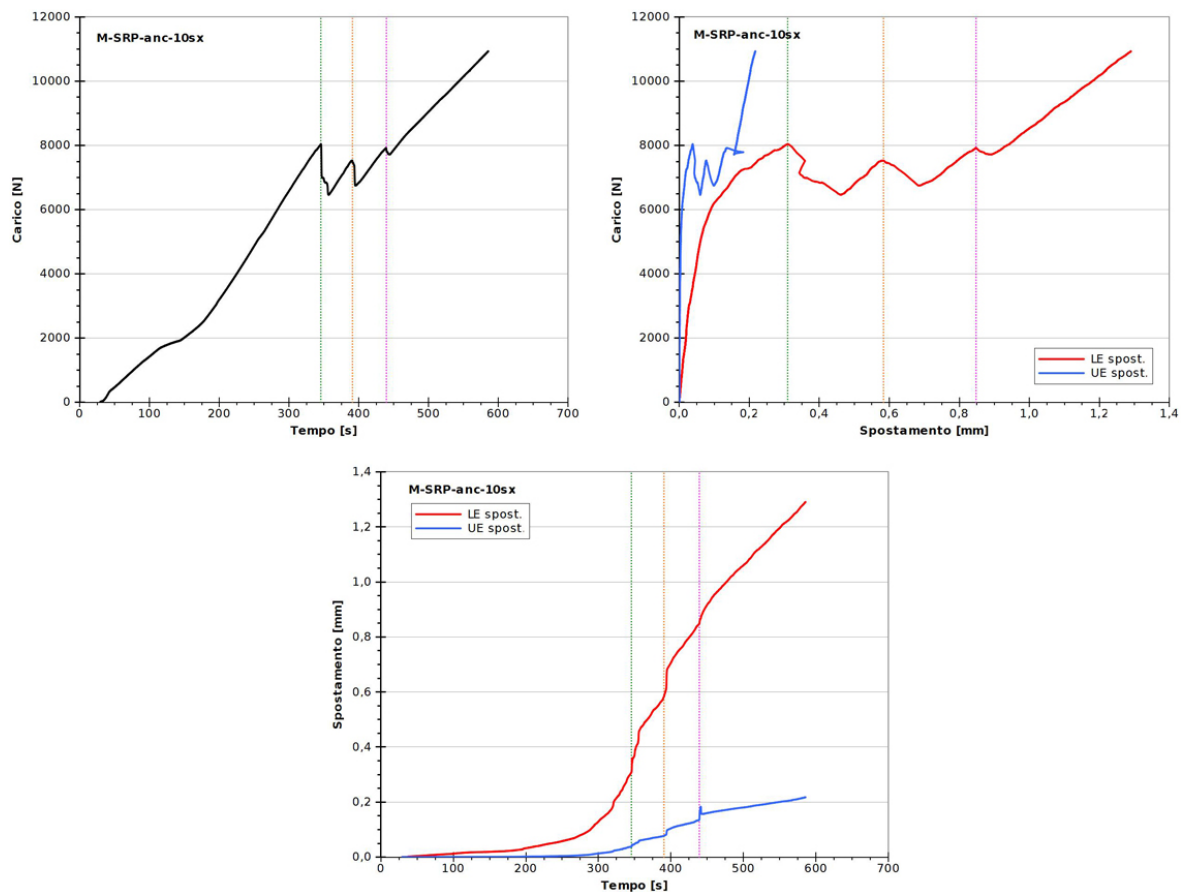 M-SRP-anc-10sx
12000
10000
8000
6000
4000
2000
0
Carico [N]
0 100 200 300 400 500 600 700
Tempo [s]
M-SRP-anc-10sx
12000
10000
8000
6000
4000
2000
0
Carico [N]
LE spost.
UE spost.
0,0 0,2 0,4 0,6 0,8 1,0 1,2 1,4
Spostamento [mm]
M-SRP-anc-10sx
LE spost.
UE spost.
1,4
1,2
1,0
0,8
0,6
0,4
0,2
0,0
Spostamento [mm]
0 100 200 300 400 500 600 700
Tempo [s]